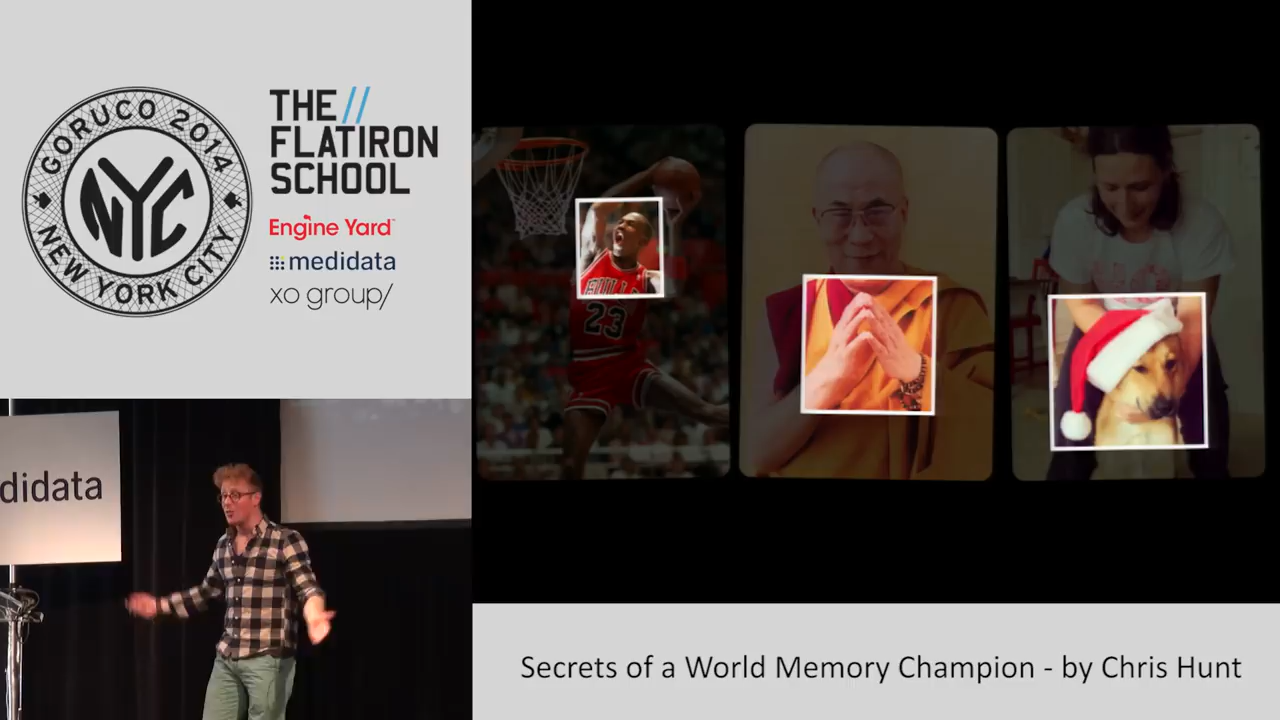 GORUCO 2014
NYC
NEW YORK CITY
THE //
FLATIRON
SCHOOL
Engine Yard
medidata
xo group/
BULLS
23
didata
Secrets of a World Memory Champion - by Chris Hunt